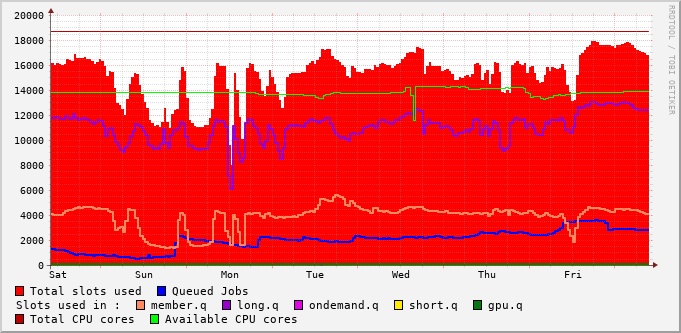 20000
18000
16000
14000
12000
10000
8000
6000
4000
2000
0
Sat Sun Mon Tue Wed Thu Fri
RRDTOOL / TOBI OETIKER
Total slots used Queued Jobs
Slots used in : member.q long.q ondemand.q short.q gpu.q
Total CPU cores Available CPU cores